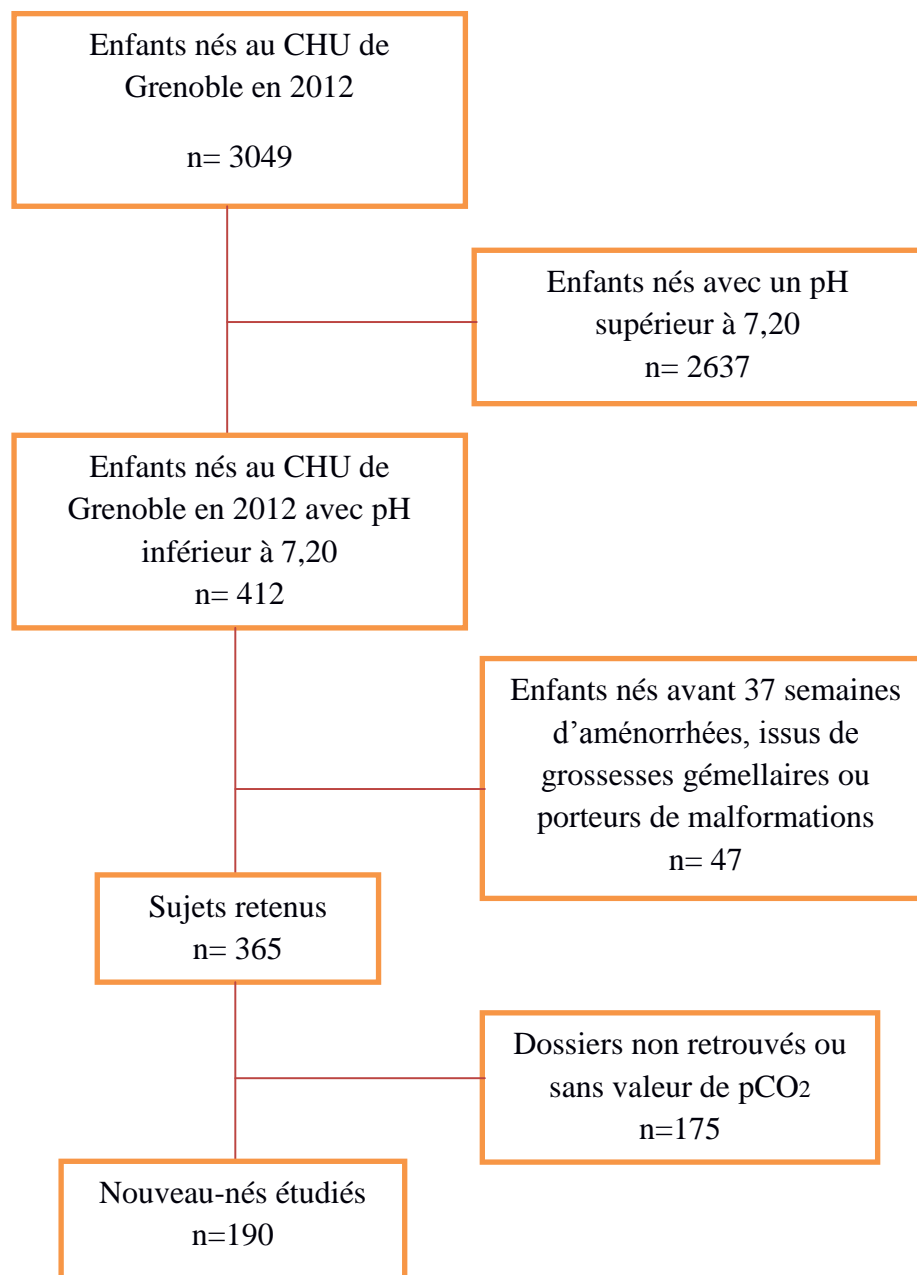 Enfants nés au CHU de
Grenoble en 2012
n= 3049
Enfants nés avec un pH
supérieur à 7,20
n= 2637
Enfants nés au CHU de
Grenoble en 2012 avec pH
inférieur à 7,20
n= 412
Enfants nés avant 37 semaines
d’aménorrhées, issus de
grossesses gémellaires ou
porteurs de malformations
n= 47
Sujets retenus
n= 365
Dossiers non retrouvés ou
sans valeur de pCO2
n=175
Nouveau-nés étudiés
n=190